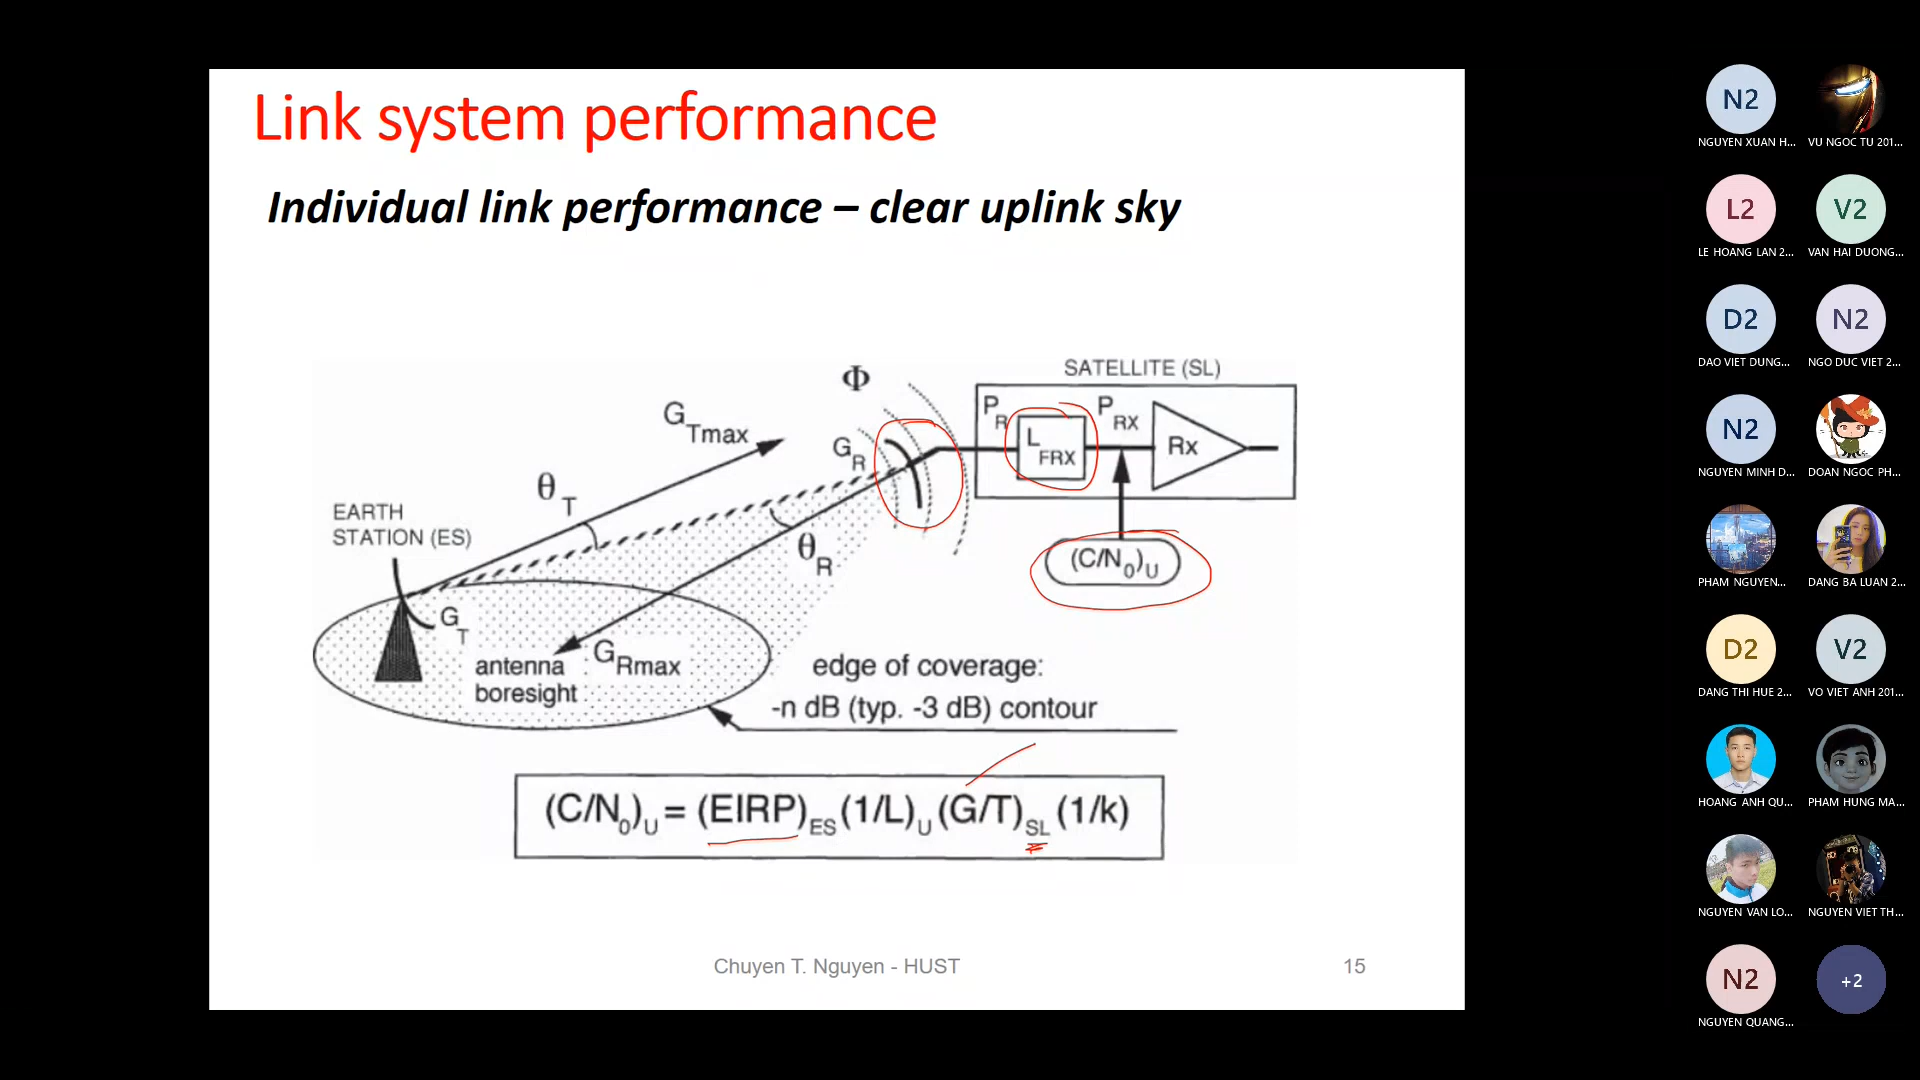 Link system performance
Individual link performance – clear uplink sky
SATELLITE (SL)
Φ
G Tmax
P R
L FRX
P RX
Rx
G R
θ T
EARTH
STATION (ES)
θ R
(C/N0)U
G T
antenna
boresight
G Rmax
edge of coverage:
-n dB (typ. -3 dB) contour
(C/N0)U = (EIRP)ES (1/L)U (G/T)SL (1/k)
Chuyen T. Nguyen - HUST
15
N2
NGUYEN XUAN H...
VU NGOC TU 201...
L2
V2
LE HOANG LAN 2...
VAN HAI DUONG...
D2
N2
DAO VIET DUNG...
NGO DUC VIET 2...
N2
NGUYEN MINH D...
DOAN NGOC PH...
PHAM NGUYEN...
DANG BA LUAN 2...
D2
V2
DANG THI HUE 2...
VO VIET ANH 201...
HOANG ANH QU...
PHAM HUNG MA...
NGUYEN VAN LO...
NGUYEN VIET TH...
N2
+2
NGUYEN QUANG...